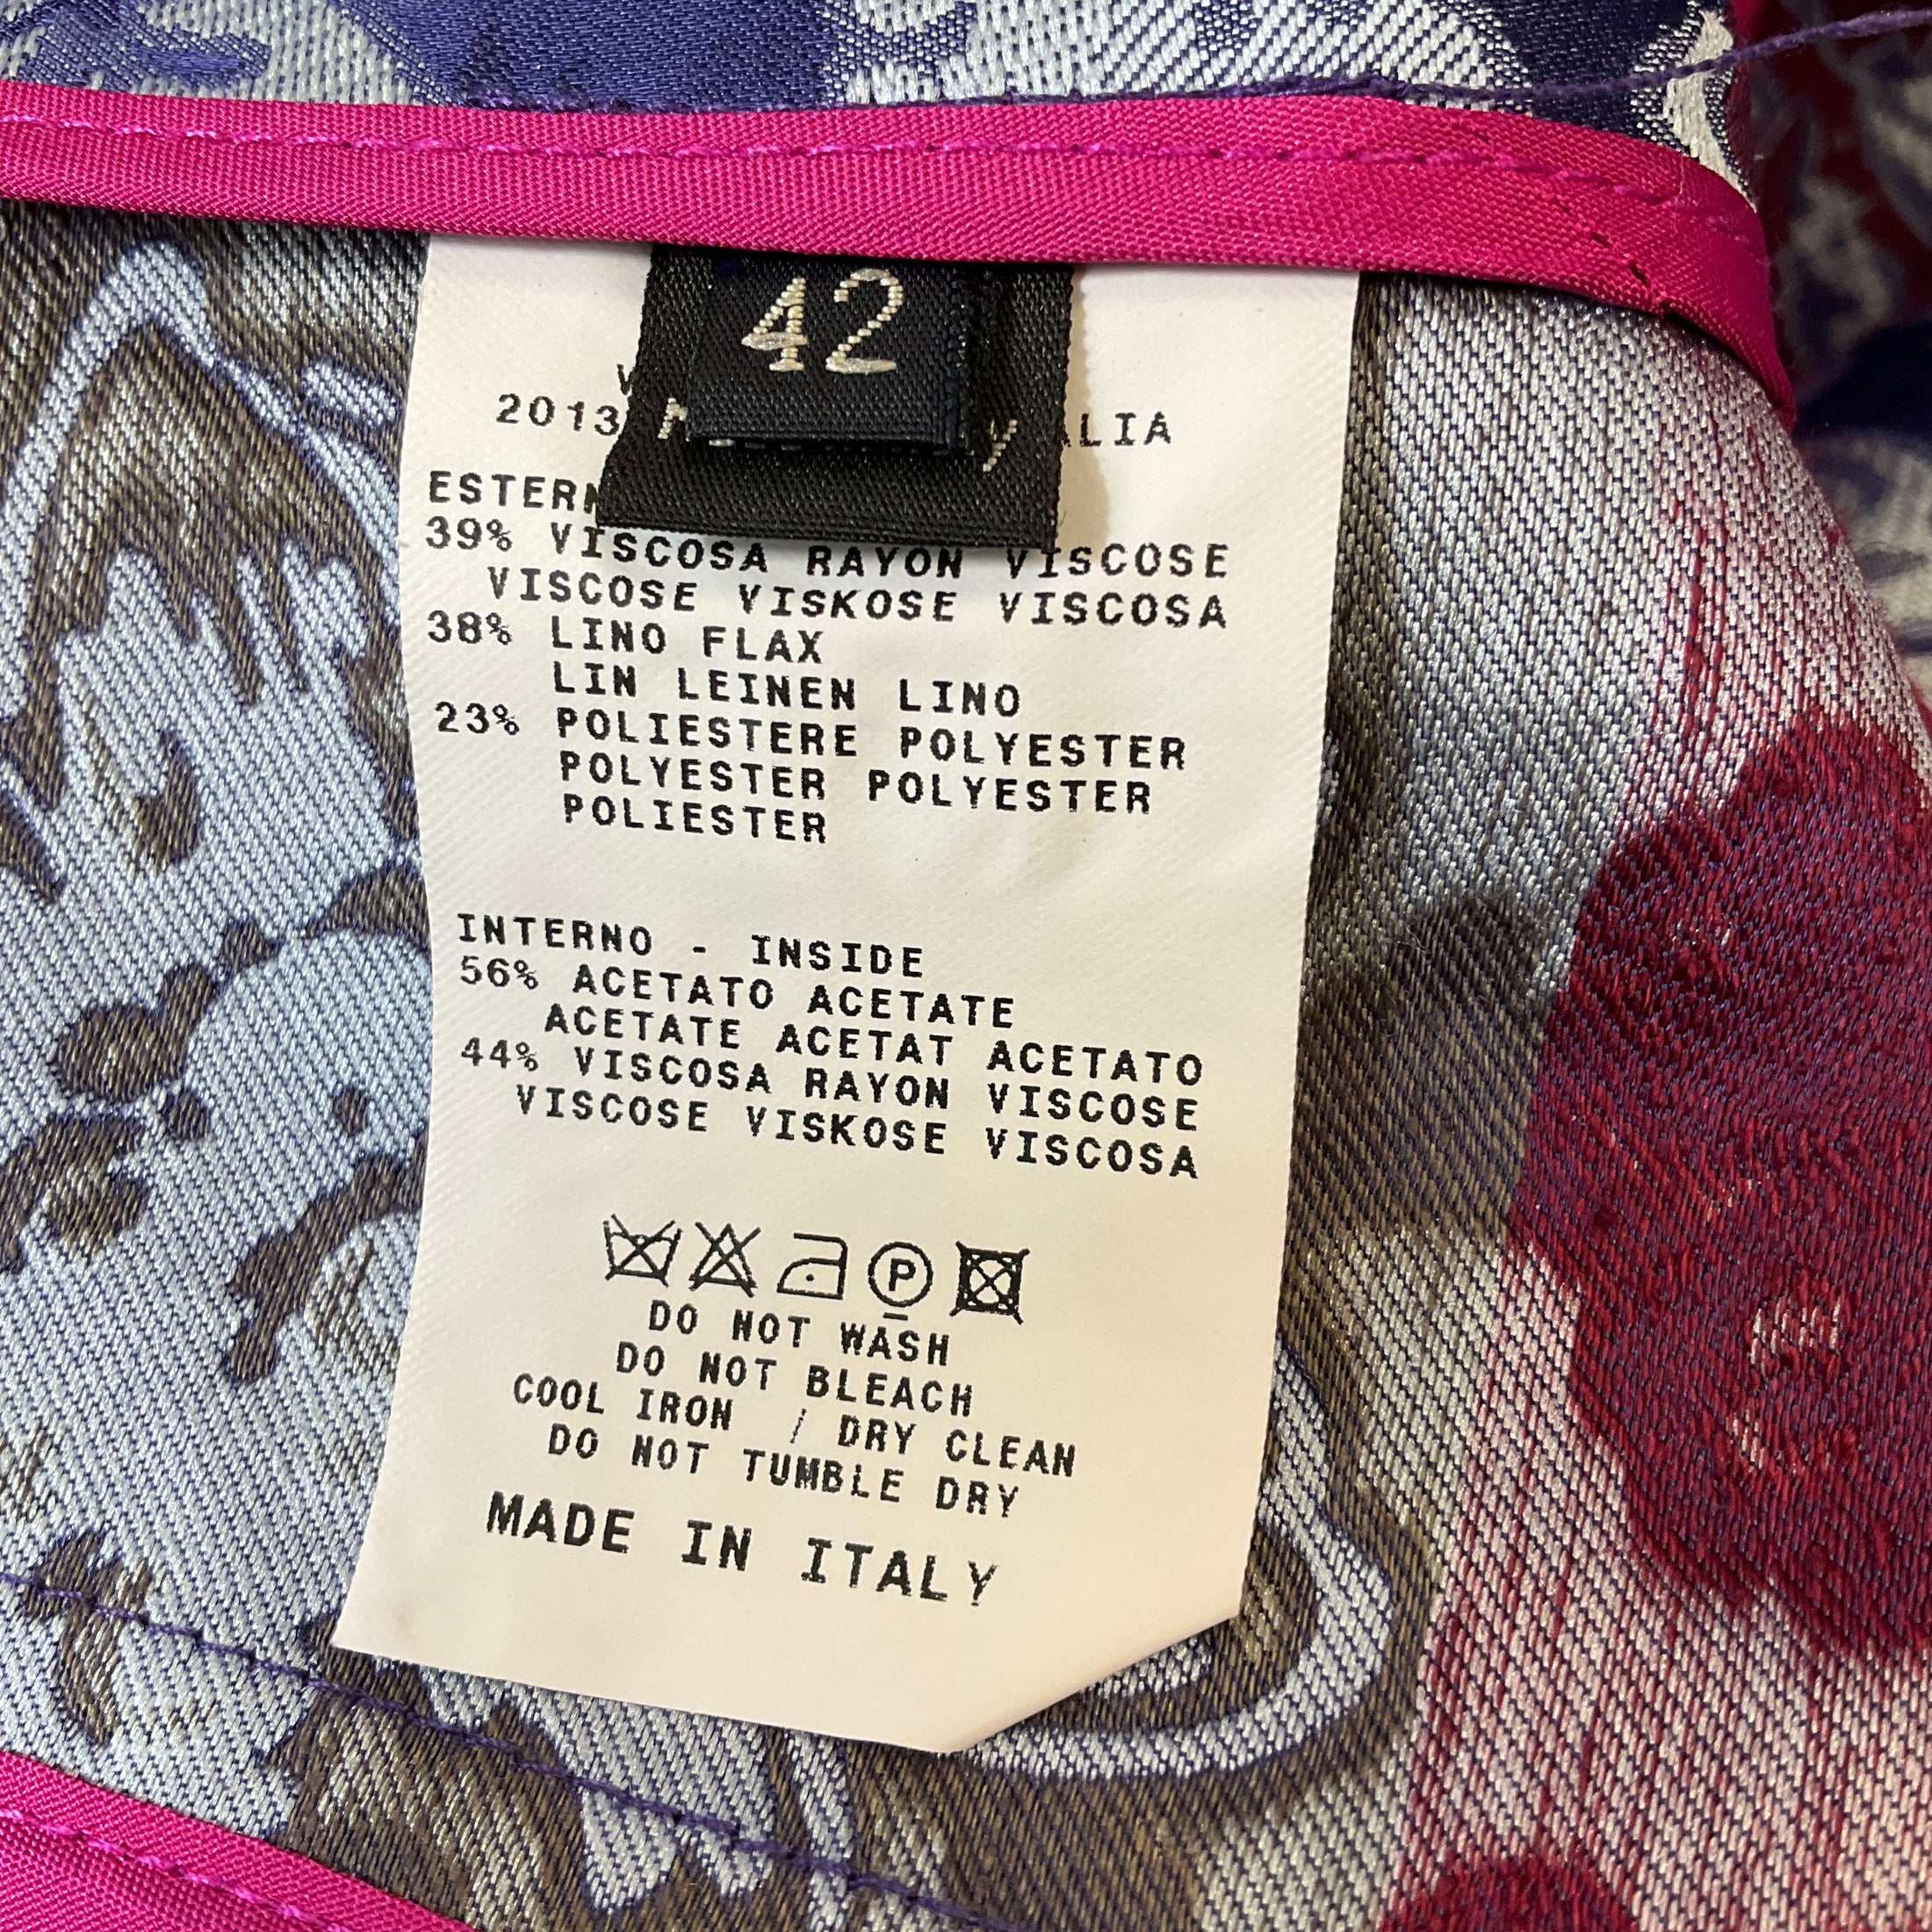 42
2013 ALIA
39% VISCOSA RAYON VISCOSE
VISCOSE VISKOSE VISCOSA
38% LINO FLAX
LIN LEINEN LINO
23% POLIESTERE POLYESTER
POLYESTER POLYESTER
POLIESTER
INTERNO - INSIDE
56% ACETATO ACETATE
ACETATE ACETAT ACETATO
44% VISCOSA RAYON VISCOSE
VISCOSE VISKOSE VISCOSA
P
DO NOT WASH
DO NOT BLEACH
COOL IRON / DRY CLEAN
DO NOT TUMBLE DRY
MADE IN ITALY